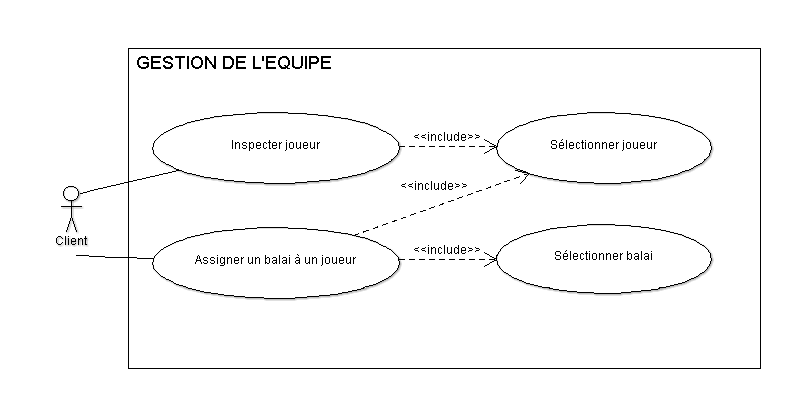 GESTION DE L'EQUIPE
Inspecter joueur
<<include>>
Sélectionner joueur
<<include>>
Client
Assigner un balai à un joueur
<<include>>
Sélectionner balai